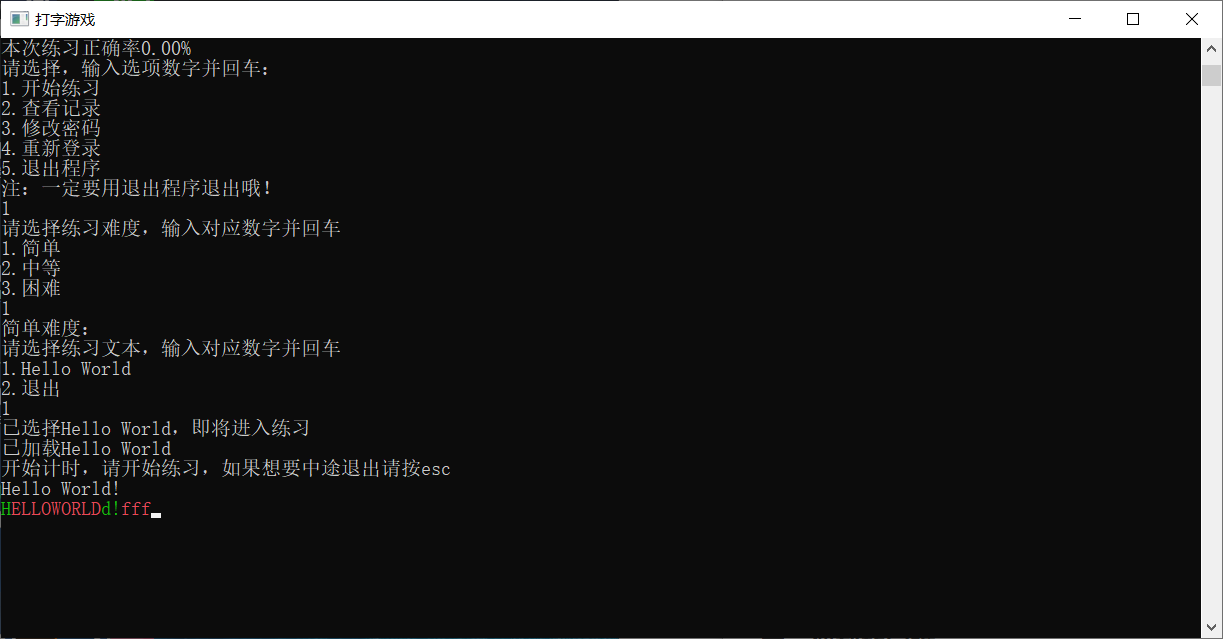 打字游戏
本次练习正确率0.00%
请选择，输入选项数字并回车：
1.开始练习
2.查看记录
3.修改密码
4.重新登录
5.退出程序
注：一定要用退出程序退出哦！
1
请选择练习难度，输入对应数字并回车
1.简单
2.中等
3.困难
1
简单难度：
请选择练习文本，输入对应数字并回车
1.Hello World
2.退出
1
已选择Hello World，即将进入练习
已加载Hello World
开始计时，请开始练习，如果想要中途退出请按esc
Hello World!
HELLOWORLDd!fff